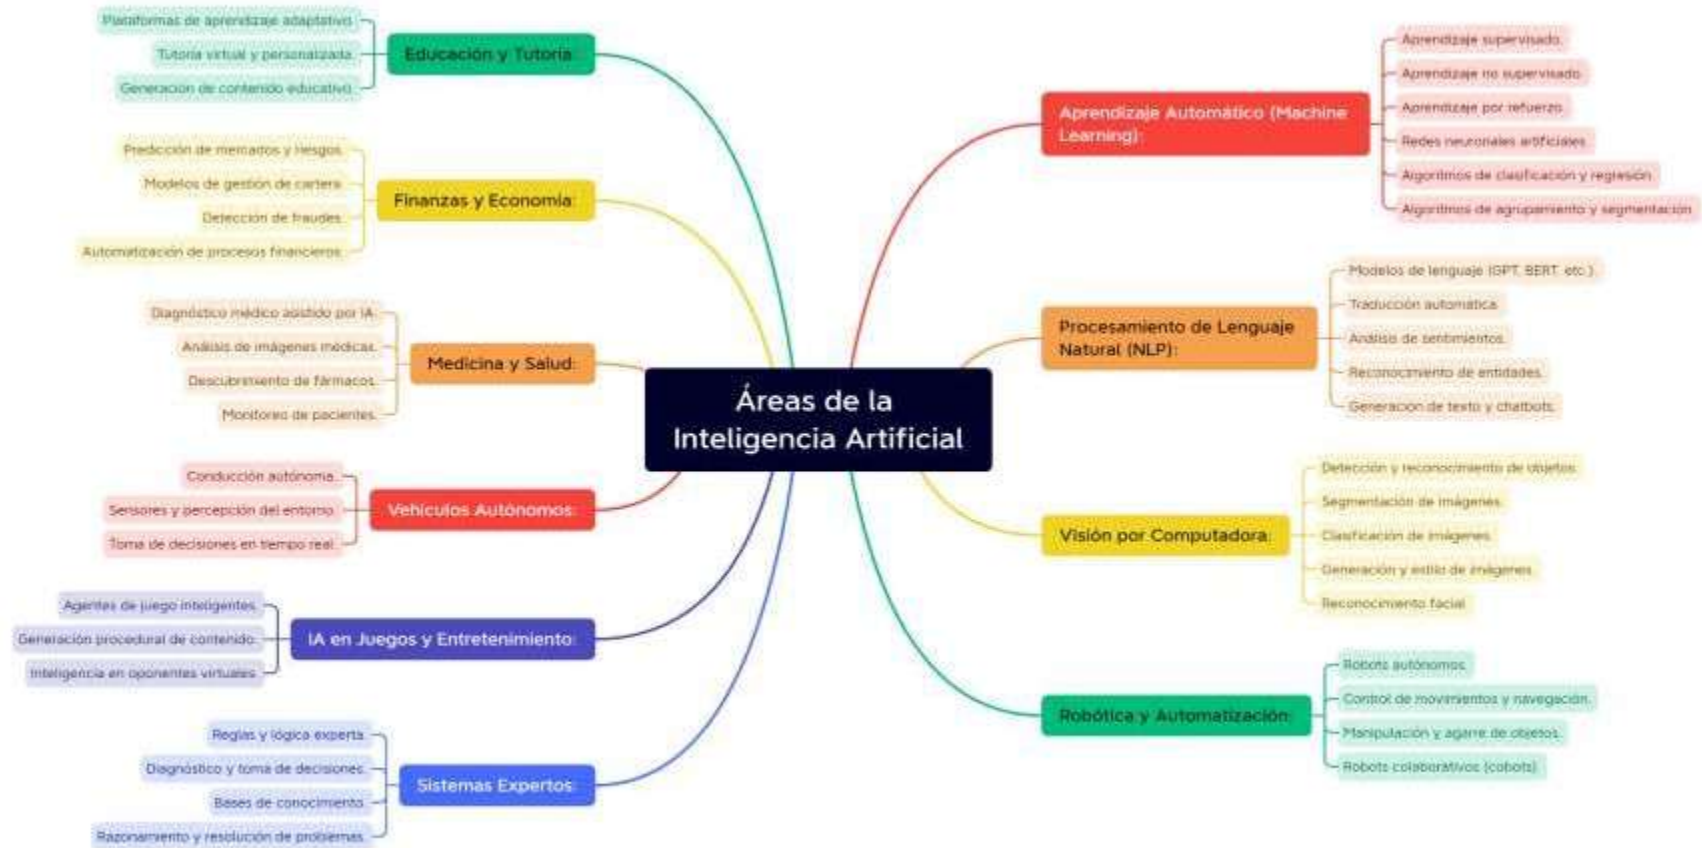 Áreas de la
Inteligencia Artificial
Educación y Tutoría:
Plataformas de aprendizaje adaptativo.
Tutoría virtual y personalizada.
Generación de contenido educativo.
Finanzas y Economía:
Predicción de mercados y riesgos.
Modelos de gestión de cartera.
Detección de fraudes.
Automatización de procesos financieros.
Medicina y Salud:
Diagnóstico médico asistido por IA.
Análisis de imágenes médicas.
Descubrimiento de fármacos.
Monitoreo de pacientes.
Vehículos Autónomos:
Conducción autónoma.
Sensores y percepción del entorno.
Toma de decisiones en tiempo real.
IA en Juegos y Entretenimiento:
Agentes de juego inteligentes.
Generación procedural de contenido.
Inteligencia en oponentes virtuales.
Sistemas Expertos:
Reglas y lógica experta.
Diagnóstico y toma de decisiones.
Bases de conocimiento.
Razonamiento y resolución de problemas.
Aprendizaje Automático (Machine
Learning):
Aprendizaje supervisado.
Aprendizaje no supervisado.
Aprendizaje por refuerzo.
Redes neuronales artificiales.
Algoritmos de clasificación y regresión.
Algoritmos de agrupamiento y segmentación.
Procesamiento de Lenguaje
Natural (NLP):
Modelos de lenguaje (GPT, BERT, etc.).
Traducción automática.
Análisis de sentimientos.
Reconocimiento de entidades.
Generación de texto y chatbots.
Visión por Computadora:
Detección y reconocimiento de objetos.
Segmentación de imágenes.
Clasificación de imágenes.
Generación y estilo de imágenes.
Reconocimiento facial.
Robótica y Automatización:
Robots autónomos.
Control de movimientos y navegación.
Manipulación y agarre de objetos.
Robots colaborativos (cobots).